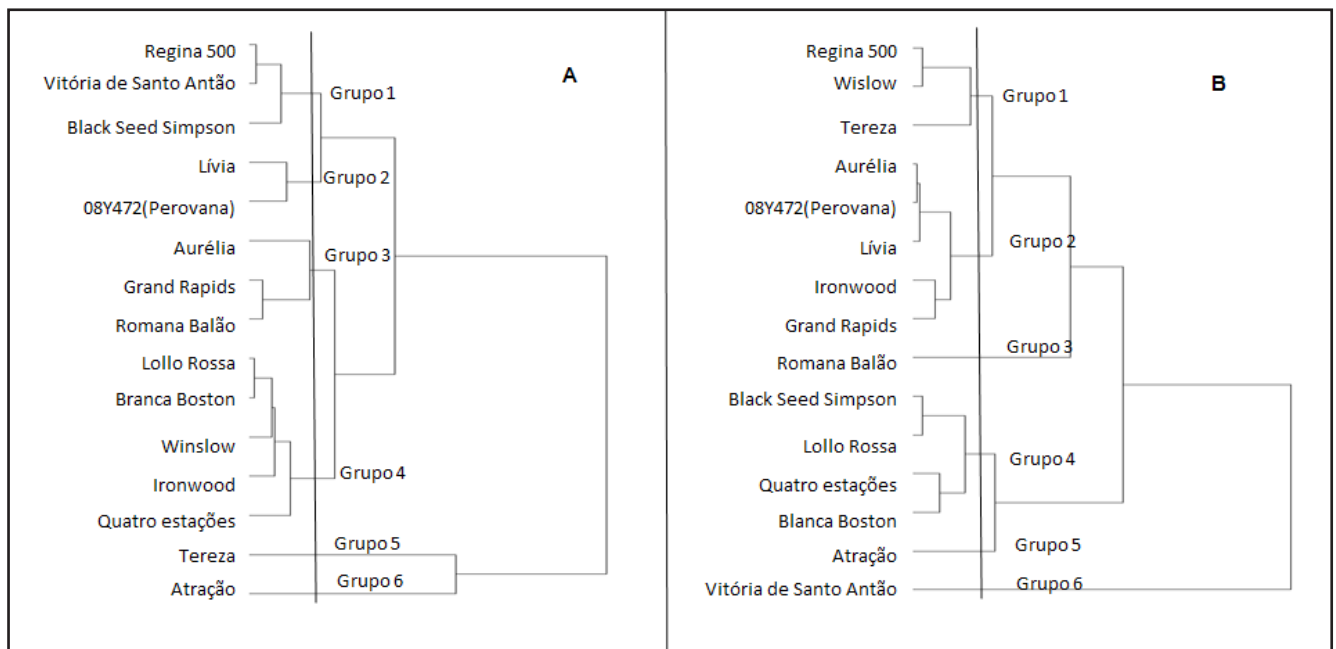 A
Regina 500
Vitória de Santo Antão
Grupo 1
Black Seed Simpson
Lívia
Grupo 2
08Y472(Perovana)
Aurélia
Grupo 3
Grand Rapids
Romana Balão
Lollo Rossa
Branca Boston
Winslow
Grupo 4
Ironwood
Quatro estações
Grupo 5
Tereza
Grupo 6
Atração
B
Regina 500
Wislow
Grupo 1
Tereza
Aurélia
08Y472(Perovana)
Grupo 2
Lívia
Ironwood
Grand Rapids
Grupo 3
Romana Balão
Black Seed Simpson
Lollo Rossa
Grupo 4
Quatro estações
Blanca Boston
Grupo 5
Atração
Grupo 6
Vitória de Santo Antão